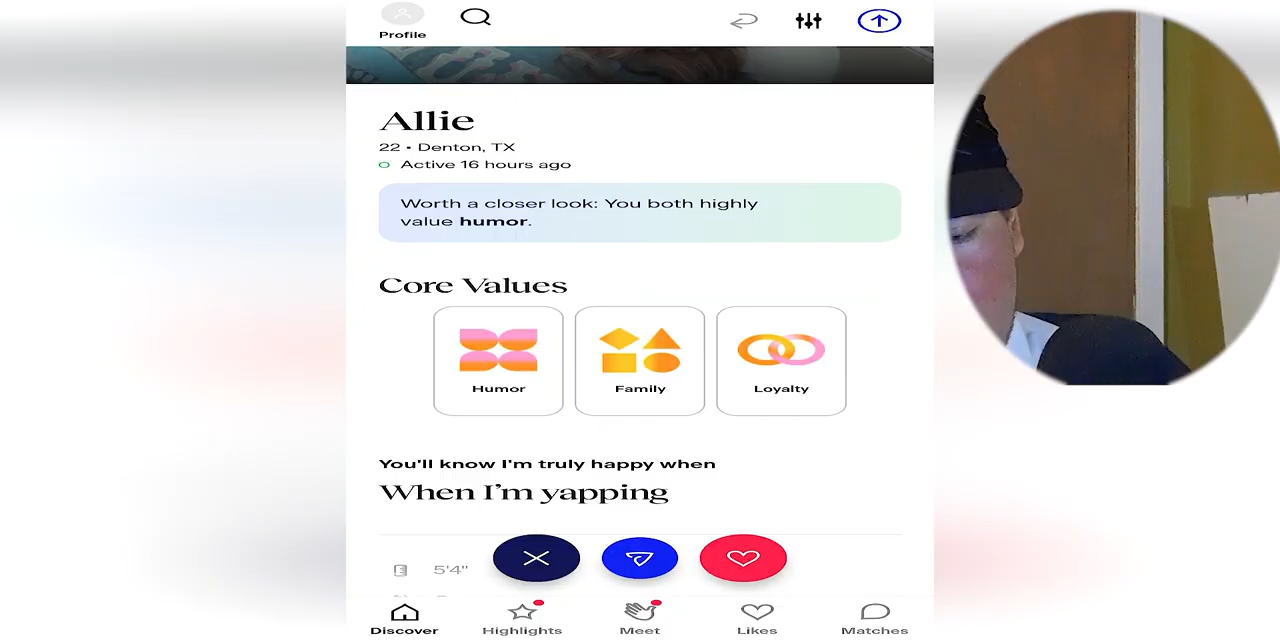 Profile
Allie
22 • Denton, TX
Active 16 hours ago
Worth a closer look: You both highly
value humor.
Core Values
Humor
Family
Loyalty
You'll know I'm truly happy when
When I'm yapping
5'4"
Discover
Highlights
Meet
Likes
Matches